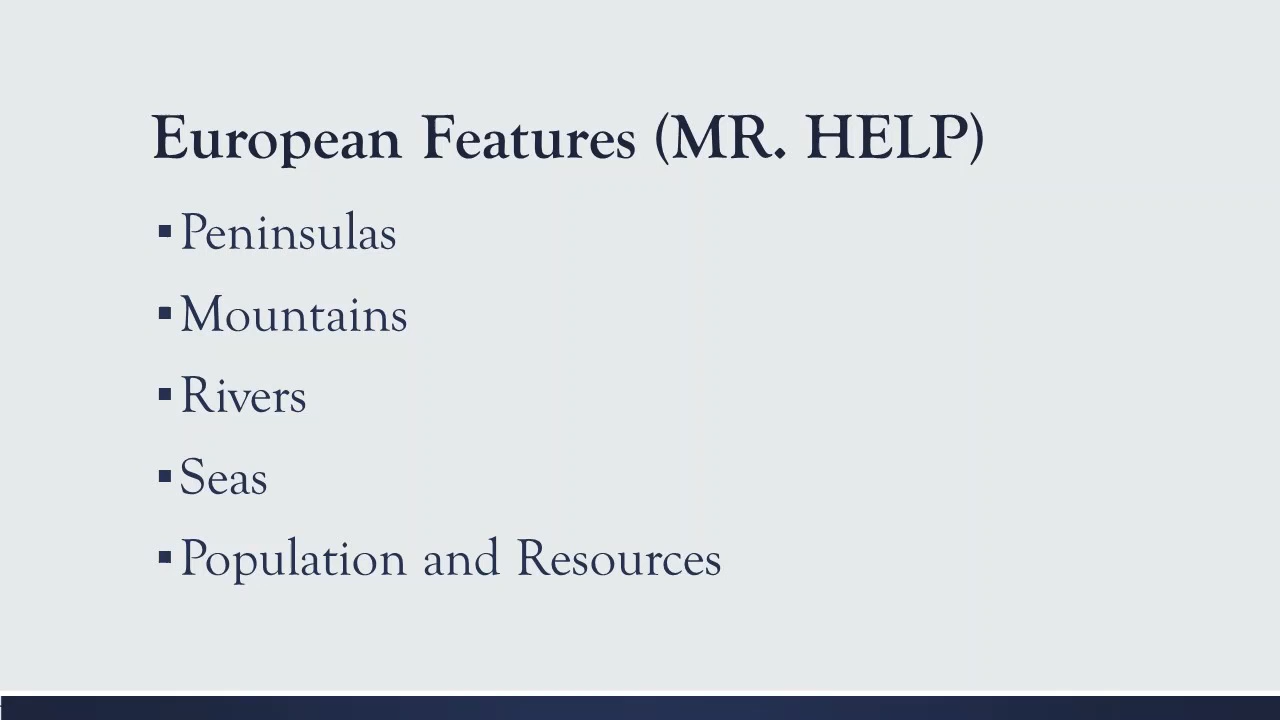 European Features (MR. HELP)
▪Peninsulas
▪Mountains
▪Rivers
▪Seas
▪Population and Resources